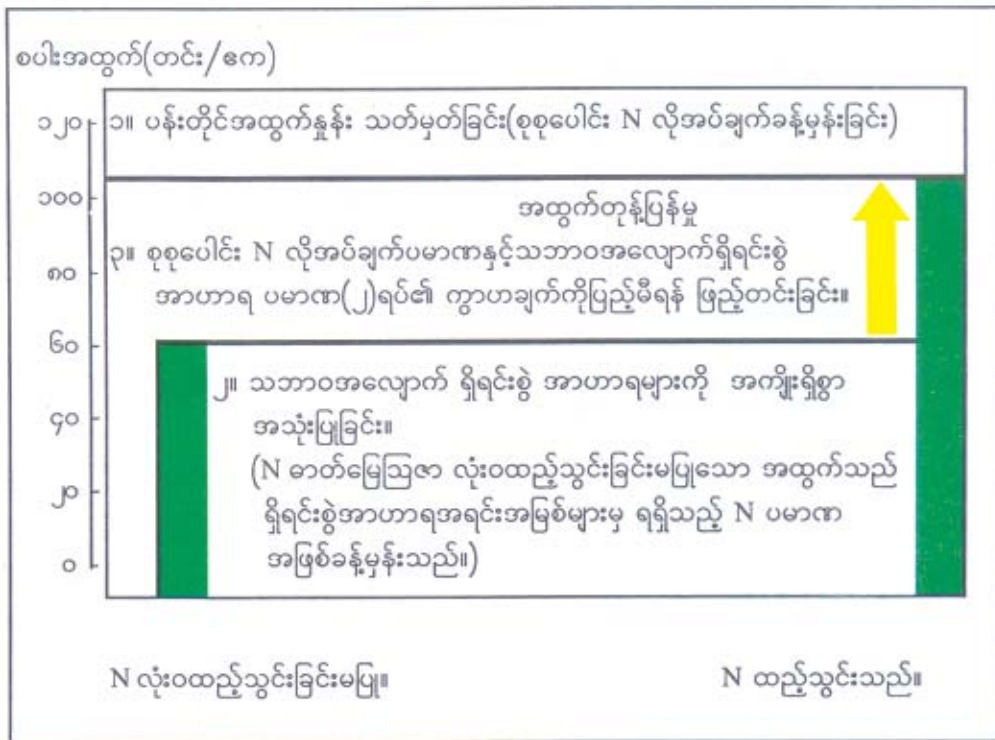 စပါးအထွက်(တင်း/ဧက)
၁၂၀
၁။ ပန်းတိုင်အထွက်နှုန်း သတ်မှတ်ခြင်း(စုစုပေါင်း N လိုအပ်ချက်ခန့်မှန်းခြင်း)
၁၀၀
အထွက်တုန့်ပြန်မှု
၃။ စုစုပေါင်း N လိုအပ်ချက်ပမာဏနှင့်သဘာဝအလျောက်ရှိရင်းစွဲ
၈၀
အာဟာရ ပမာဏ(၂)ရပ်၏ ကွာဟချက်ကိုပြည့်မီရန် ဖြည့်တင်းခြင်း။
၆၀
၂။ သဘာဝအလျောက် ရှိရင်းစွဲ အာဟာရများကို အကျိုးရှိစွာ
၄၀
အသုံးပြုခြင်း။
(N ဓာတ်မြေသြဇာ လုံးဝထည့်သွင်းခြင်းမပြုသော အထွက်သည်
၂၀
ရှိရင်းစွဲအာဟာရအရင်းအမြစ်များမှ ရရှိသည့် N ပမာဏ
အဖြစ်ခန့်မှန်းသည်။)
၀
N လုံးဝထည့်သွင်းခြင်းမပြု။
N ထည့်သွင်းသည်။